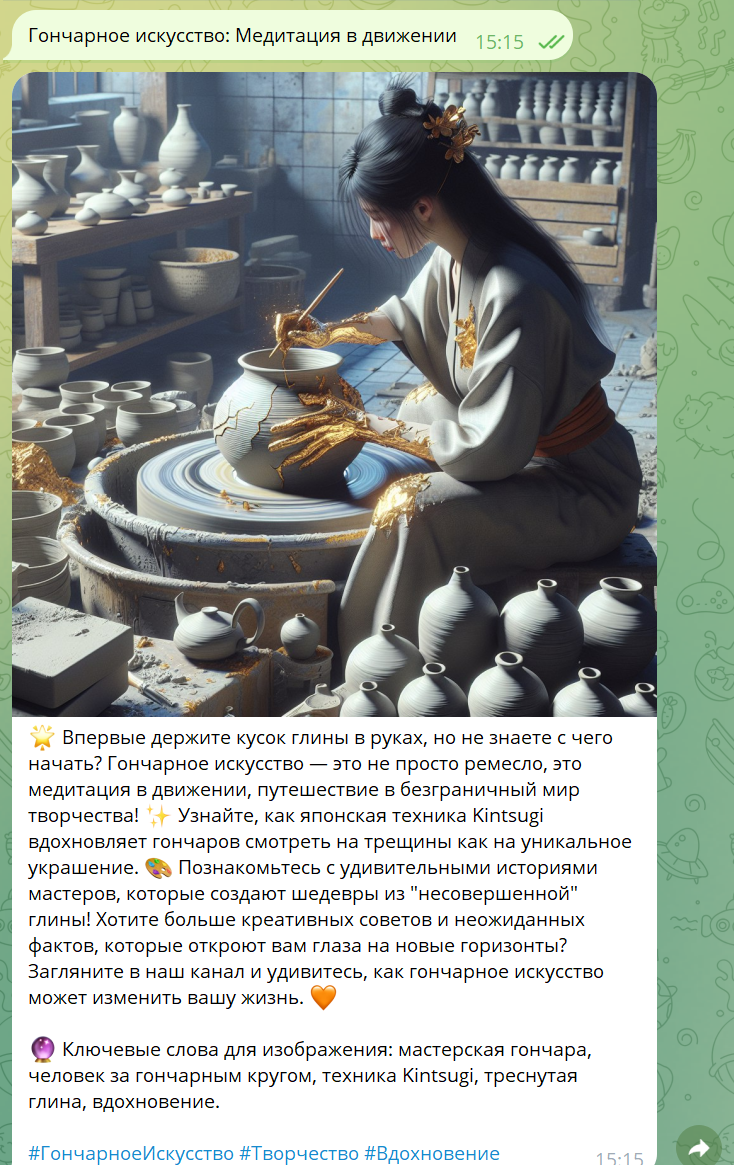 Гончарное искусство: Медитация в движении 15:15
🌟 Впервые держите кусок глины в руках, но не знаете с чего
начать? Гончарное искусство — это не просто ремесло, это
медитация в движении, путешествие в безграничный мир
творчества! ✨ Узнайте, как японская техника Kintsugi
вдохновляет гончаров смотреть на трещины как на уникальное
украшение. 🎨 Познакомьтесь с удивительными историями
мастеров, которые создают шедевры из "несовершенной"
глины! Хотите больше креативных советов и неожиданных
фактов, которые откроют вам глаза на новые горизонты?
Загляните в наш канал и удивитесь, как гончарное искусство
может изменить вашу жизнь. 🧡
🔮 Ключевые слова для изображения: мастерская гончара,
человек за гончарным кругом, техника Kintsugi, треснутая
глина, вдохновение.
#ГончарноеИскусство #Творчество #Вдохновение 15:15